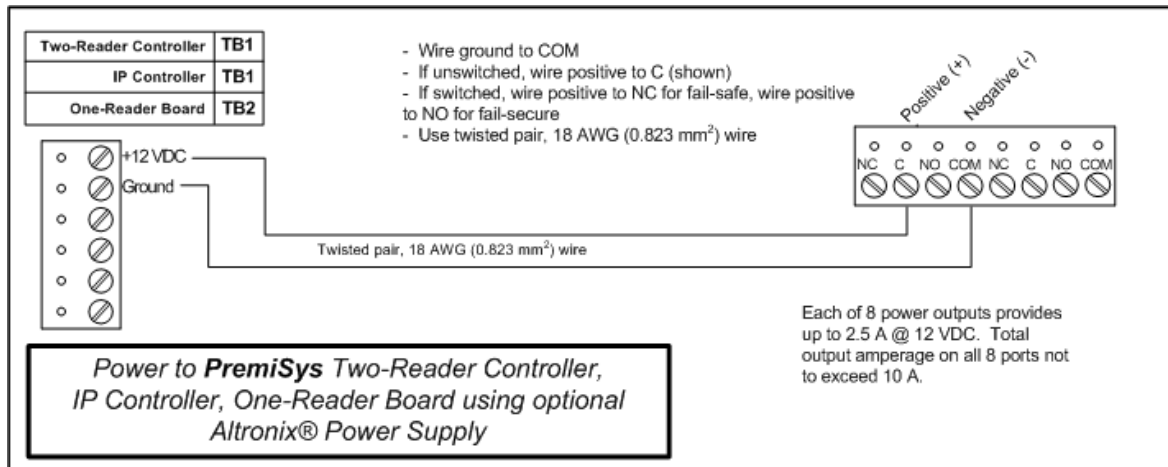 Two-Reader Controller TB1
IP Controller TB1
One-Reader Board TB2
- Wire ground to COM
- If unswitched, wire positive to C (shown)
- If switched, wire positive to NC for fail-safe, wire positive
to NO for fail-secure
- Use twisted pair, 18 AWG (0.823 mm²) wire
Positive (+)
Negative (-)
NC C NO COM NC C NO COM
+12 VDC
Ground
Twisted pair, 18 AWG (0.823 mm²) wire
Each of 8 power outputs provides
up to 2.5 A @ 12 VDC. Total
output amperage on all 8 ports not
to exceed 10 A.
Power to PremiSys Two-Reader Controller,
IP Controller, One-Reader Board using optional
Altronix® Power Supply